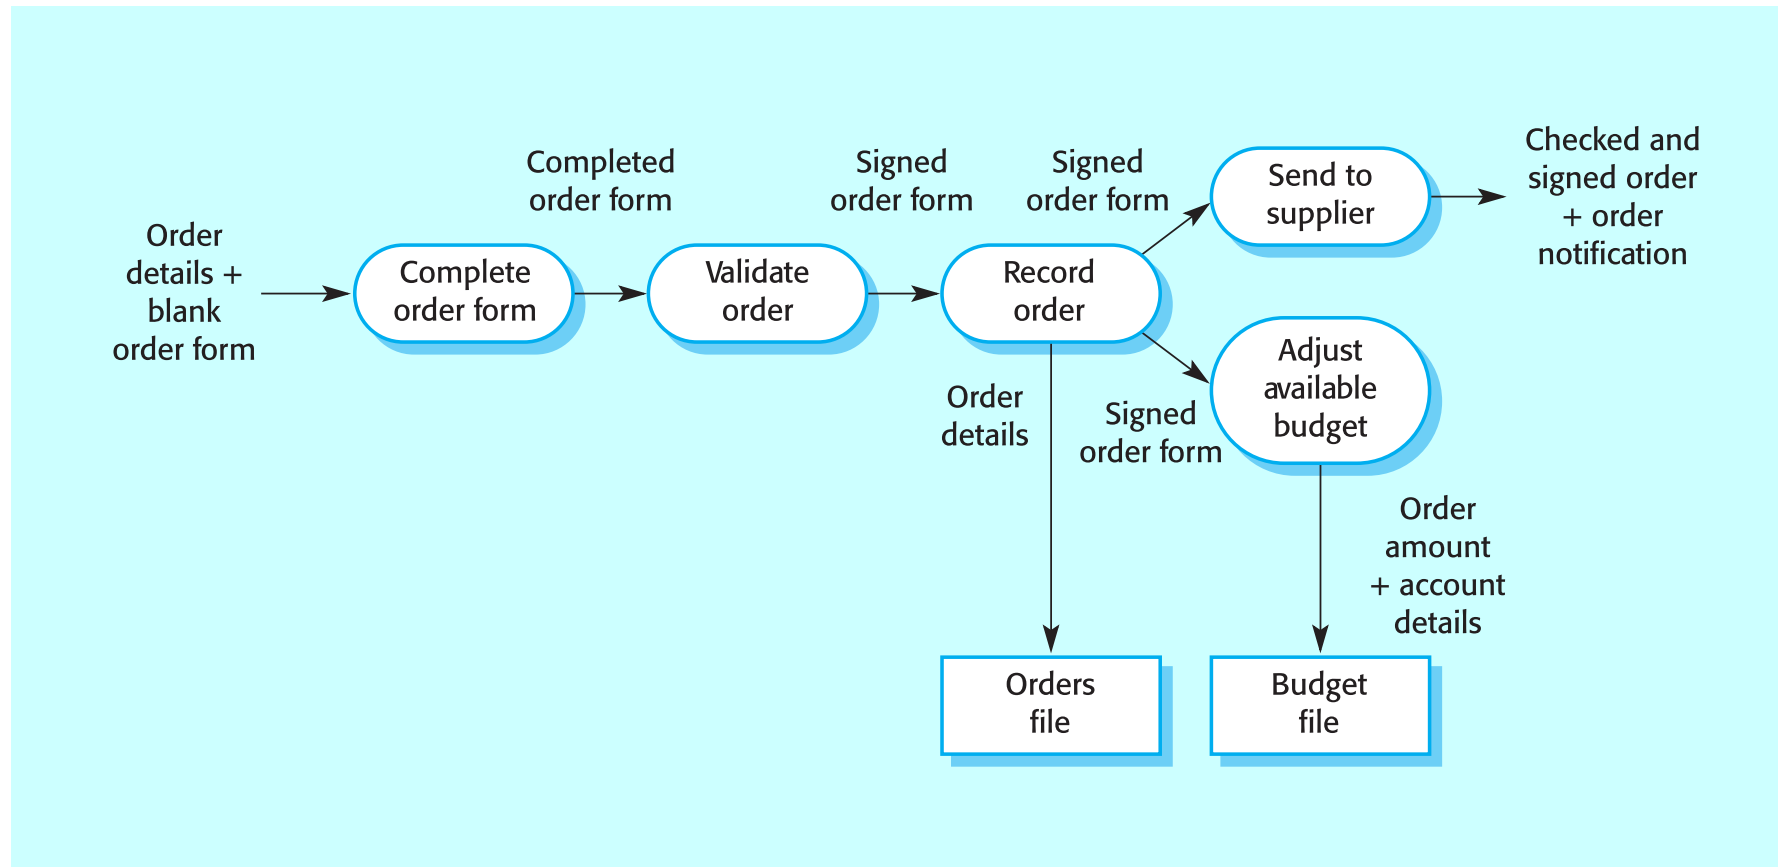 Order
details +
blank
order form
Complete
order form
Completed
order form
Validate
order
Signed
order form
Record
order
Signed
order form
Send to
supplier
Checked and
signed order
+ order
notification
Order
details
Signed
order form
Adjust
available
budget
Order
amount
+ account
details
Orders
file
Budget
file